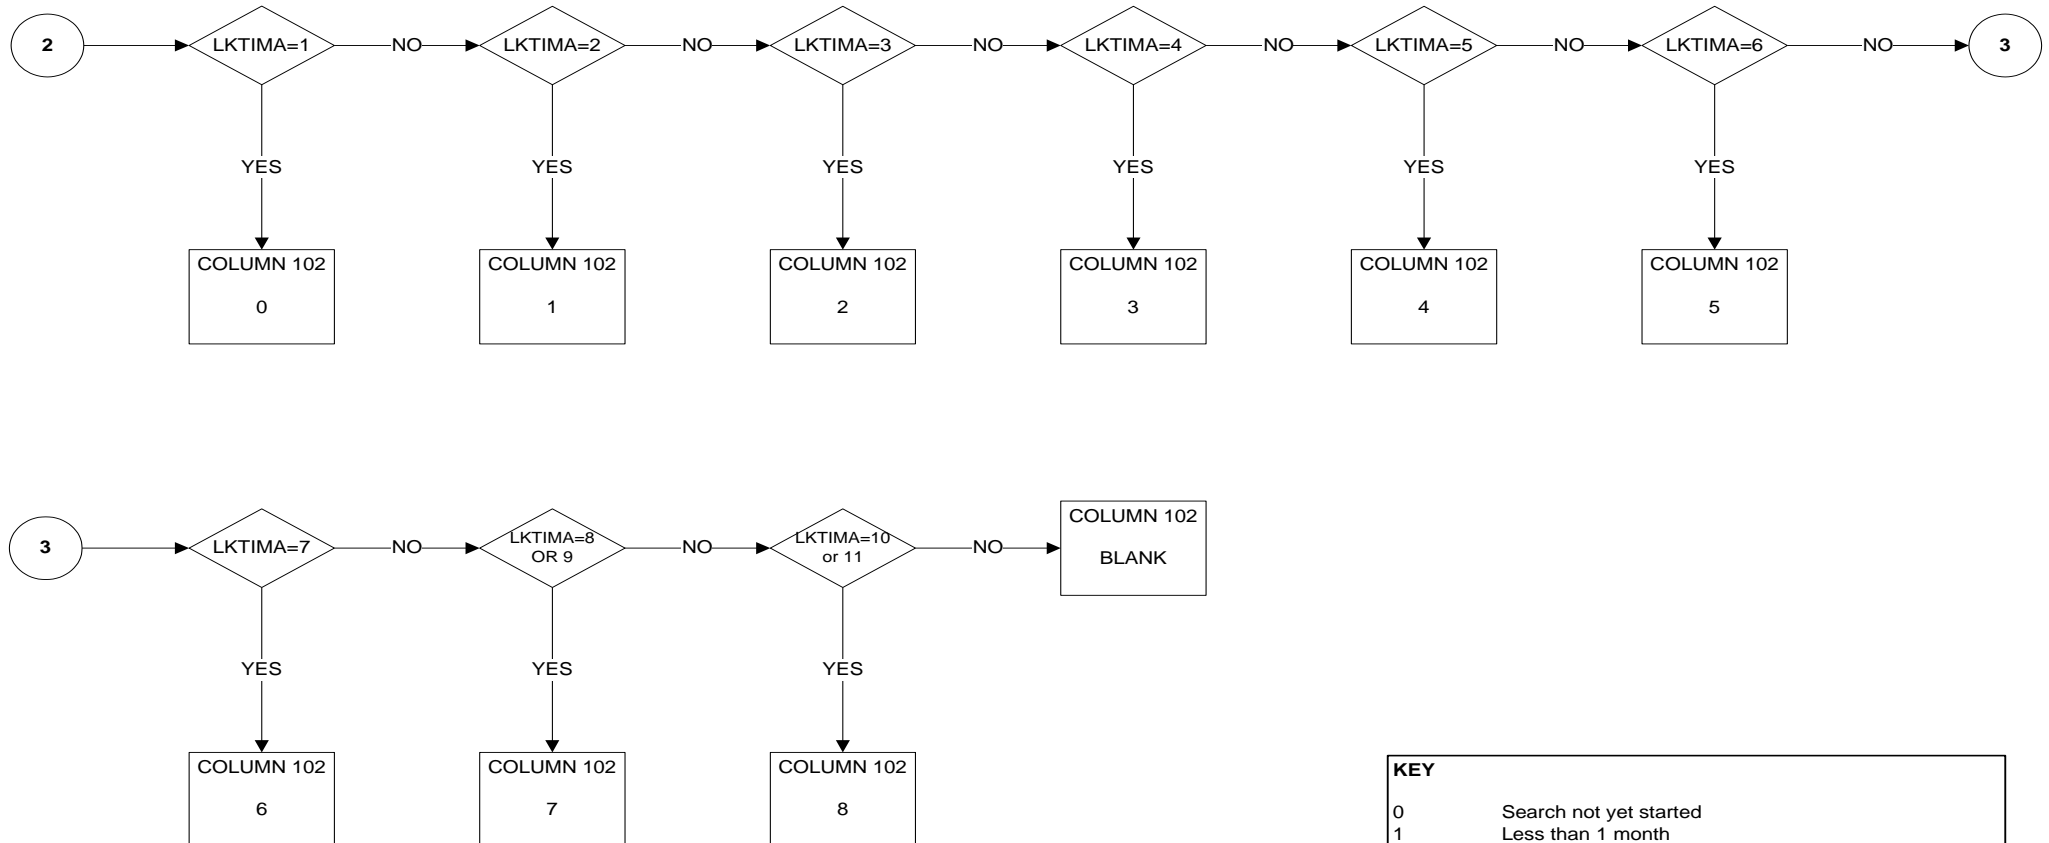 2
LKTIMA=1
NO
LKTIMA=2
NO
LKTIMA=3
NO
LKTIMA=4
NO
LKTIMA=5
NO
LKTIMA=6
NO
3
YES
YES
YES
YES
YES
YES
COLUMN 102
0
COLUMN 102
1
COLUMN 102
2
COLUMN 102
3
COLUMN 102
4
COLUMN 102
5
3
LKTIMA=7
NO
LKTIMA=8
OR 9
NO
LKTIMA=10
or 11
NO
COLUMN 102
BLANK
YES
YES
YES
COLUMN 102
6
COLUMN 102
7
COLUMN 102
8
KEY
0 Search not yet started
1 Less than 1 month